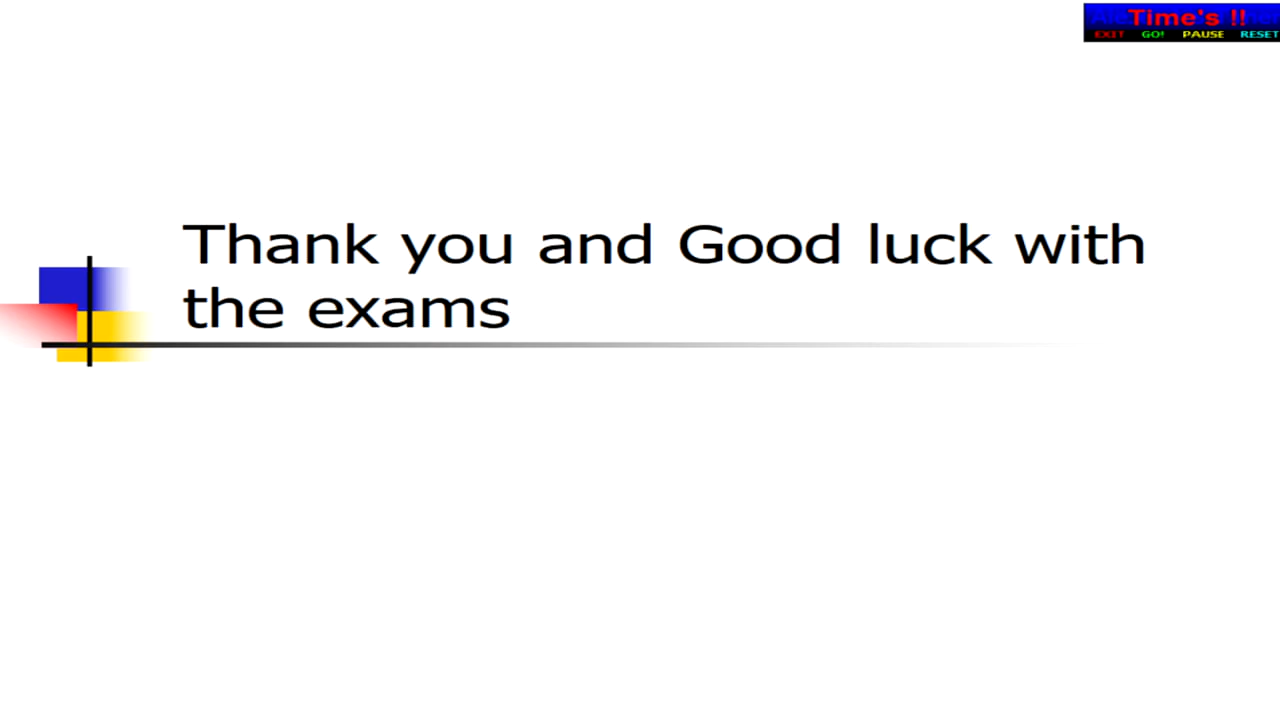 Time's !!
EXIT GO! PAUSE RESET
Thank you and Good luck with
the exams